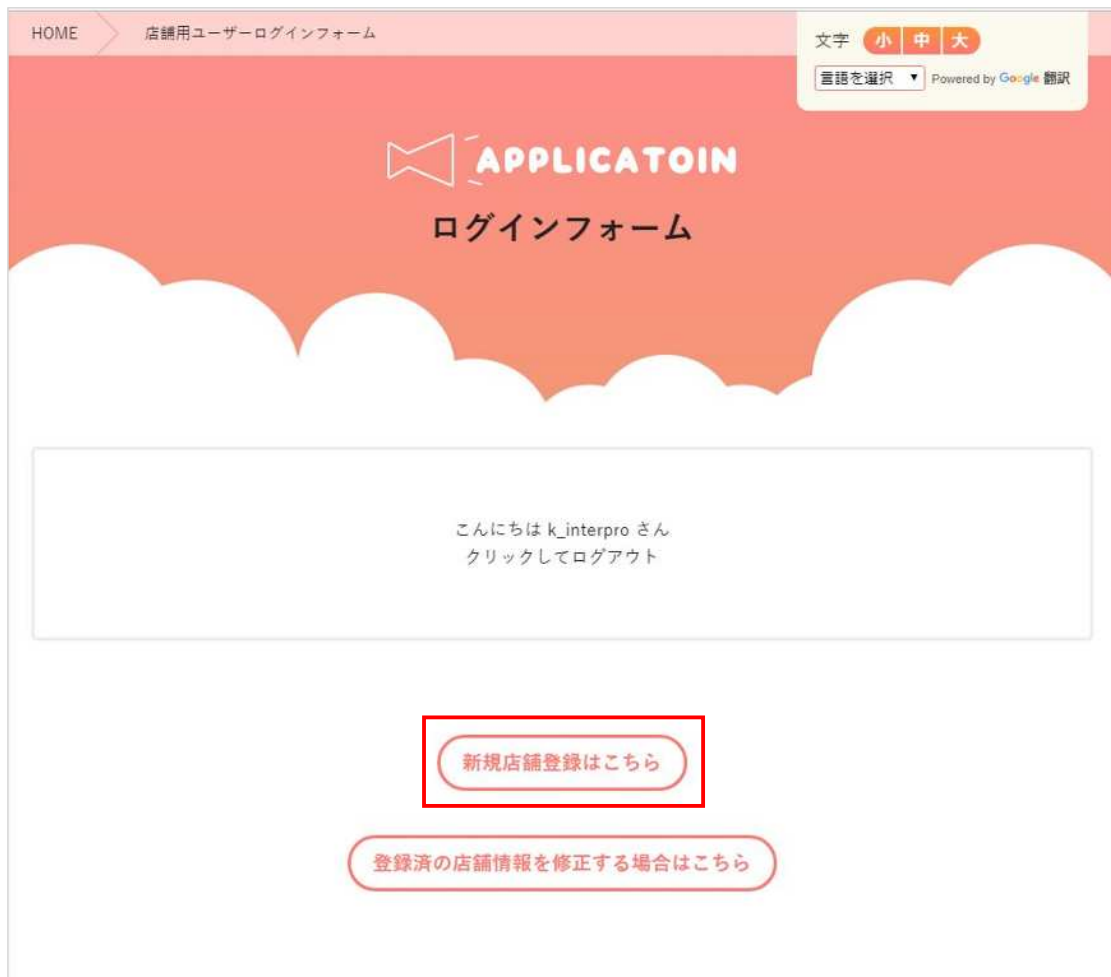 HOME
店舗用ユーザーログインフォーム
文字 小 中 大
言語を選択 ▼ Powered by Google 翻訳
APPLICATOIN
ログインフォーム
こんにちは k_interpro さん
クリックしてログアウト
新規店舗登録はこちら
登録済の店舗情報を修正する場合はこちら